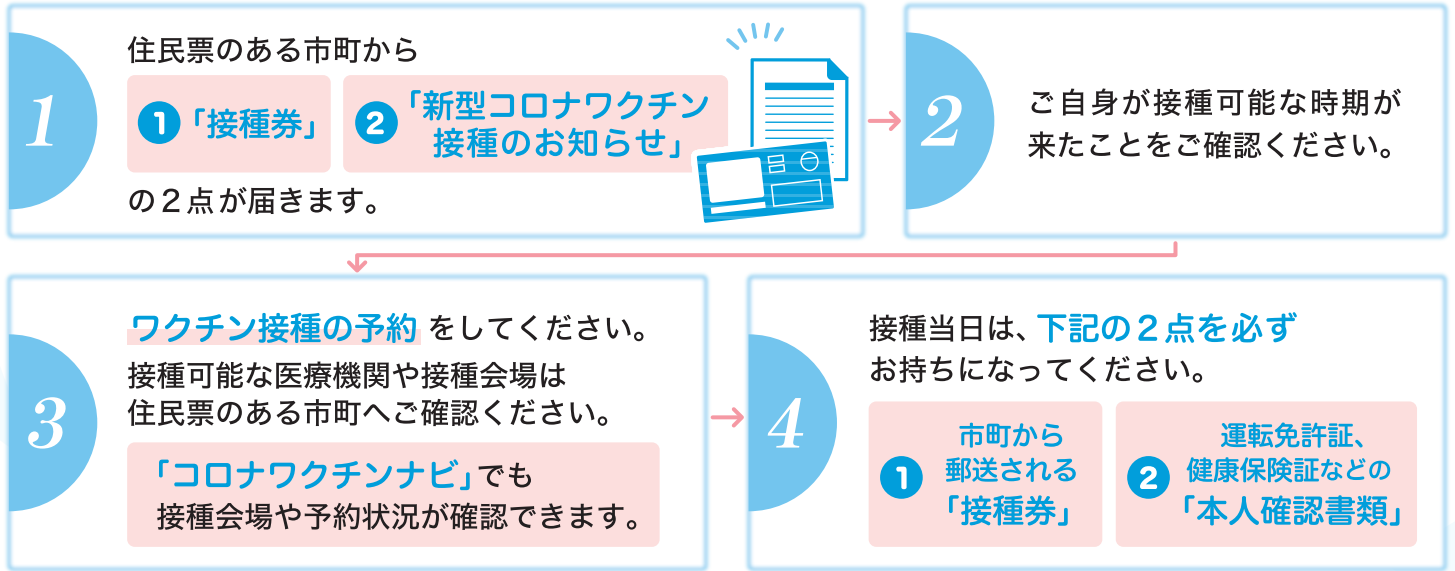 1
住民票のある市町から
1 「接種券」
2 「新型コロナワクチン
接種のお知らせ」
の２点が届きます。
2
ご自身が接種可能な時期が
来たことをご確認ください。
3
ワクチン接種の予約 をしてください。
接種可能な医療機関や接種会場は
住民票のある市町へご確認ください。
「コロナワクチンナビ」でも
接種会場や予約状況が確認できます。
4
接種当日は、下記の２点を必ず
お持ちになってください。
1
市町から
郵送される
「接種券」
2
運転免許証、
健康保険証などの
「本人確認書類」